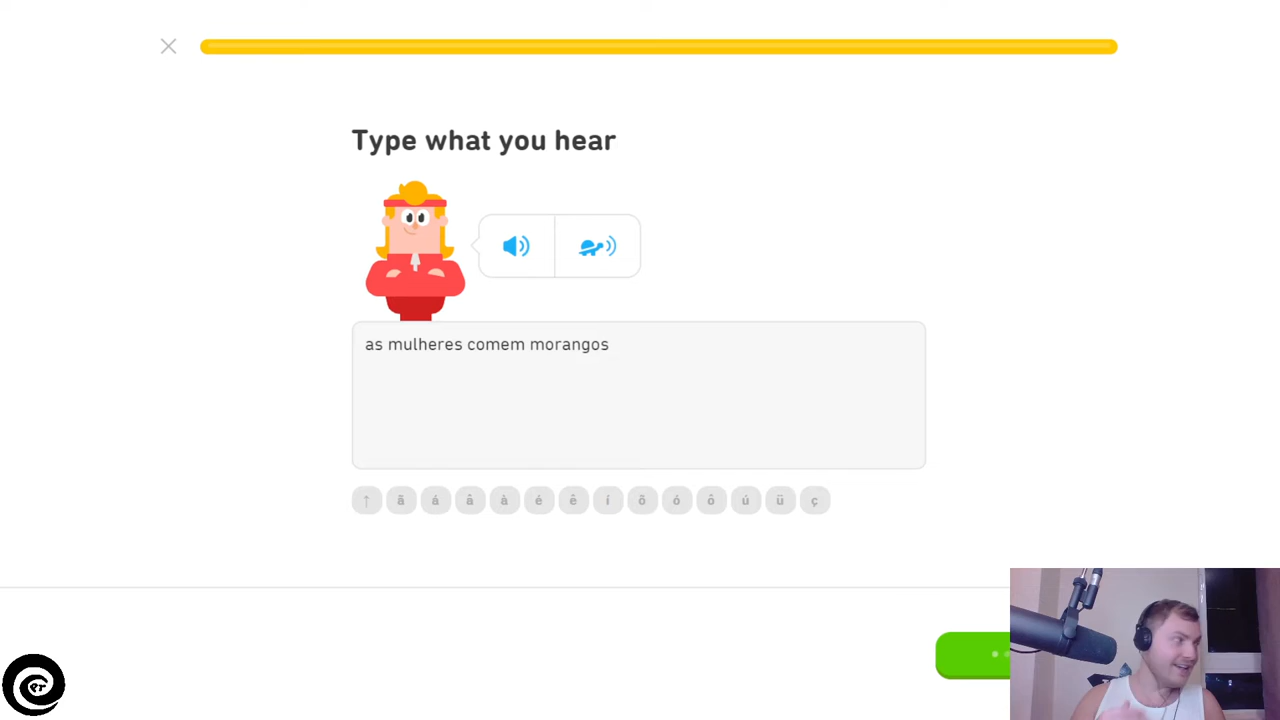 Type what you hear
as mulheres comem morangos
↑ ã á â à é ê í õ ó ô ú ü ç